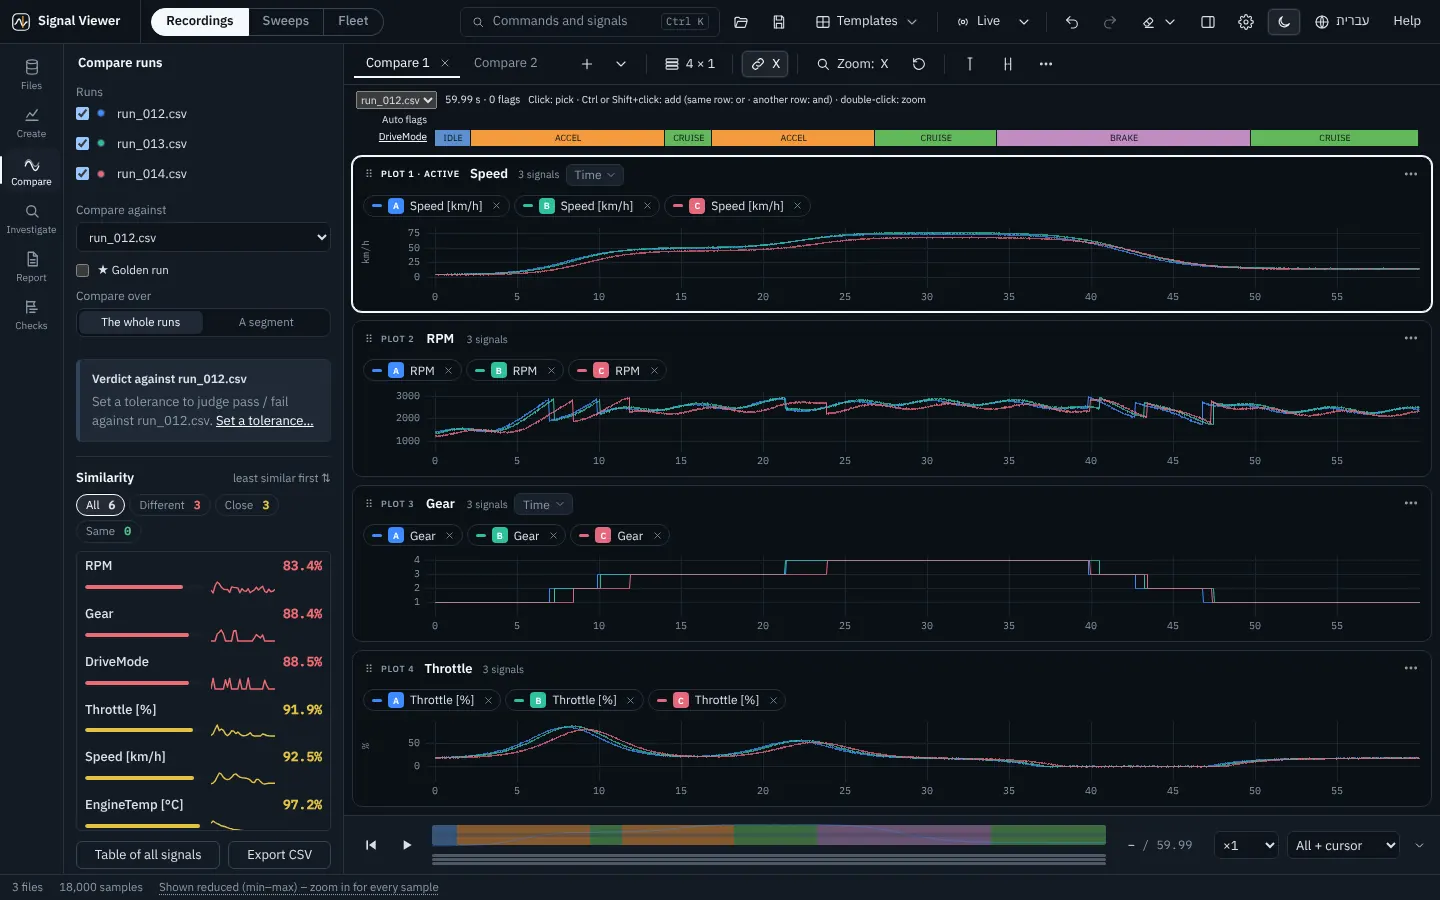 Signal Viewer
Recordings
Sweeps
Fleet
Commands and signals
Ctrl K
Templates
Live
עברית
Help
Files
Create
Compare
Investigate
Report
Checks
Compare runs
Runs
run_012.csv
run_013.csv
run_014.csv
Compare against
run_012.csv
★ Golden run
Compare over
The whole runs
A segment
Verdict against run_012.csv
Set a tolerance to judge pass / fail
against run_012.csv. Set a tolerance...
Similarity
least similar first ⇅
All 6
Different 3
Close 3
Same 0
RPM 83.4%
Gear 88.4%
DriveMode 88.5%
Throttle [%] 91.9%
Speed [km/h] 92.5%
EngineTemp [°C] 97.2%
Table of all signals
Export CSV
Compare 1 ×
Compare 2
4 × 1
X
Zoom: X
run_012.csv
59.99 s · 0 flags Click: pick · Ctrl or Shift+click: add (same row: or · another row: and) · double-click: zoom
Auto flags
DriveMode
IDLE ACCEL CRUISE ACCEL CRUISE BRAKE CRUISE
PLOT 1 · ACTIVE Speed 3 signals Time
A Speed [km/h] × B Speed [km/h] × C Speed [km/h] ×
km/h
75
50
25
0
0 5 10 15 20 25 30 35 40 45 50 55
PLOT 2 RPM 3 signals
A RPM × B RPM × C RPM ×
3000
2000
1000
0 5 10 15 20 25 30 35 40 45 50 55
PLOT 3 Gear 3 signals Time
A Gear × B Gear × C Gear ×
4
3
2
1
0 5 10 15 20 25 30 35 40 45 50 55
PLOT 4 Throttle 3 signals
A Throttle [%] × B Throttle [%] × C Throttle [%] ×
%
50
0
0 5 10 15 20 25 30 35 40 45 50 55
– / 59.99
×1
All + cursor
3 files
18,000 samples
Shown reduced (min–max) – zoom in for every sample